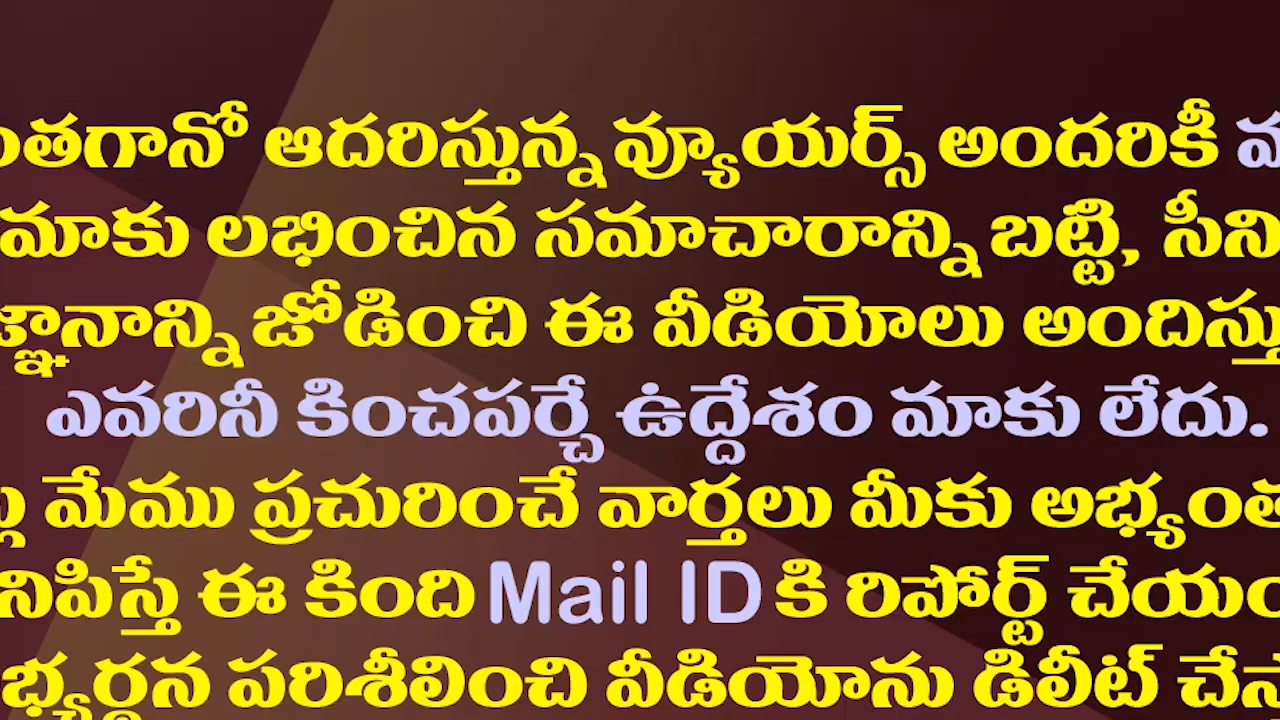 ంతగానో ఆదరిస్తున్న వ్యూయర్స్ అందరికీ
మాకు లభించిన సమాచారాన్ని బట్టి, సీని
జ్ఞానాన్ని జోడించి ఈ వీడియోలు అందిస్తు
ఎవరినీ కించపర్చే ఉద్దేశం మాకు లేదు.
మేము ప్రచురించే వార్తలు మీకు అభ్యంత
నిపిస్తే ఈ కింది Mail ID కి రిపోర్ట్ చేయం
భ్యర్థన పరిశీలించి వీడియోను డిలీట్ చేస